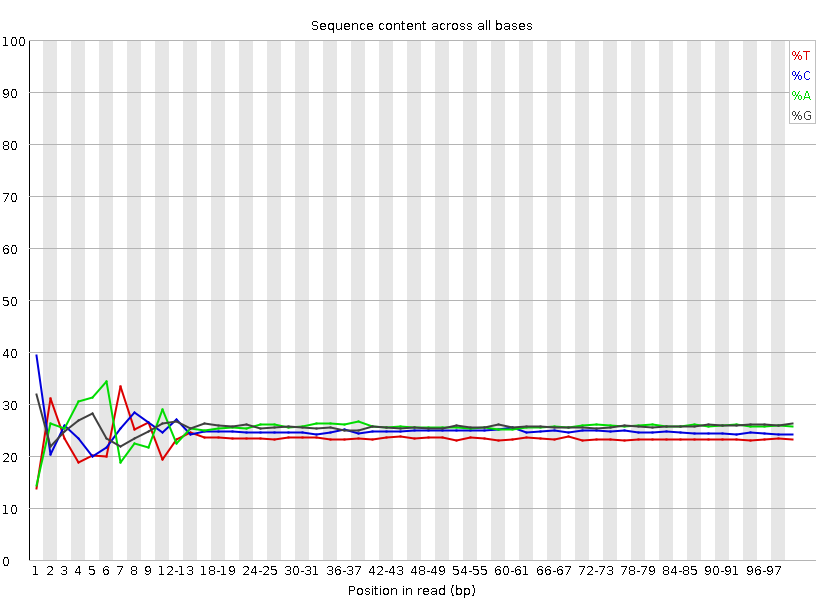 Sequence content across all bases
100
90
80
70
60
50
40
30
20
10
0
%T
%C
%A
%G
1 2 3 4 5 6 7 8 9 12-13 18-19 24-25 30-31 36-37 42-43 48-49 54-55 60-61 66-67 72-73 78-79 84-85 90-91 96-97
Position in read (bp)